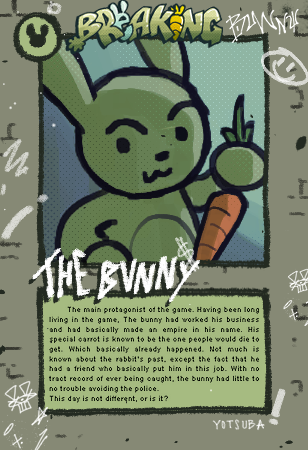 BREAKING
BUNNY
THE BUNNY
The main protagonist of the game. Having been long
living in the game, The bunny had worked his business
and had basically made an empire in his name. His
special carrot is known to be the one people would die to
get. Which basically already happened. Not much is
known about the rabbit's past, except the fact that he
had a friend who basically put him in this job. With no
tract record of ever being caught, the bunny had little to
no trouble avoiding the police.
This day is not different, or is it?
YOTSUBA!